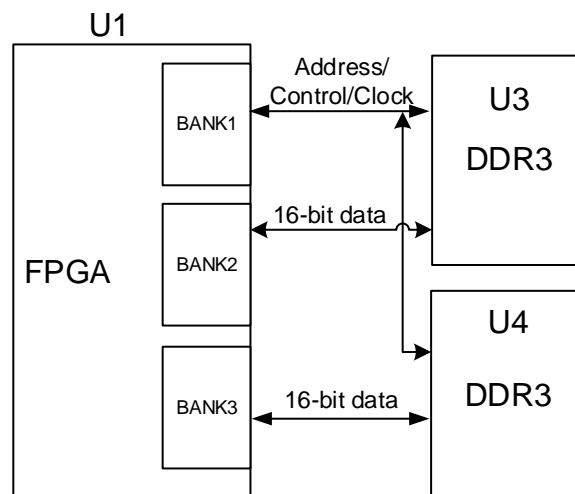 U1
Address/
Control/Clock
BANK1
U3
DDR3
16-bit data
BANK2
FPGA
U4
DDR3
BANK3
16-bit data